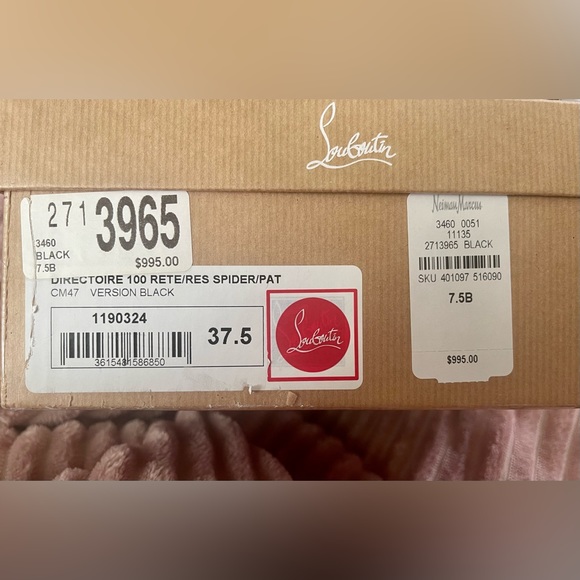 Louboutin
271 3965
3460
BLACK
7.5B
$995.00
DIRECTOIRE 100 RETE/RES SPIDER/PAT
CM47 VERSION BLACK
1190324
37.5
3615481586850
Louboutin
Neiman Marcus
3460 0051
11135
2713965 BLACK
SKU 401097 516090
7.5B
$995.00